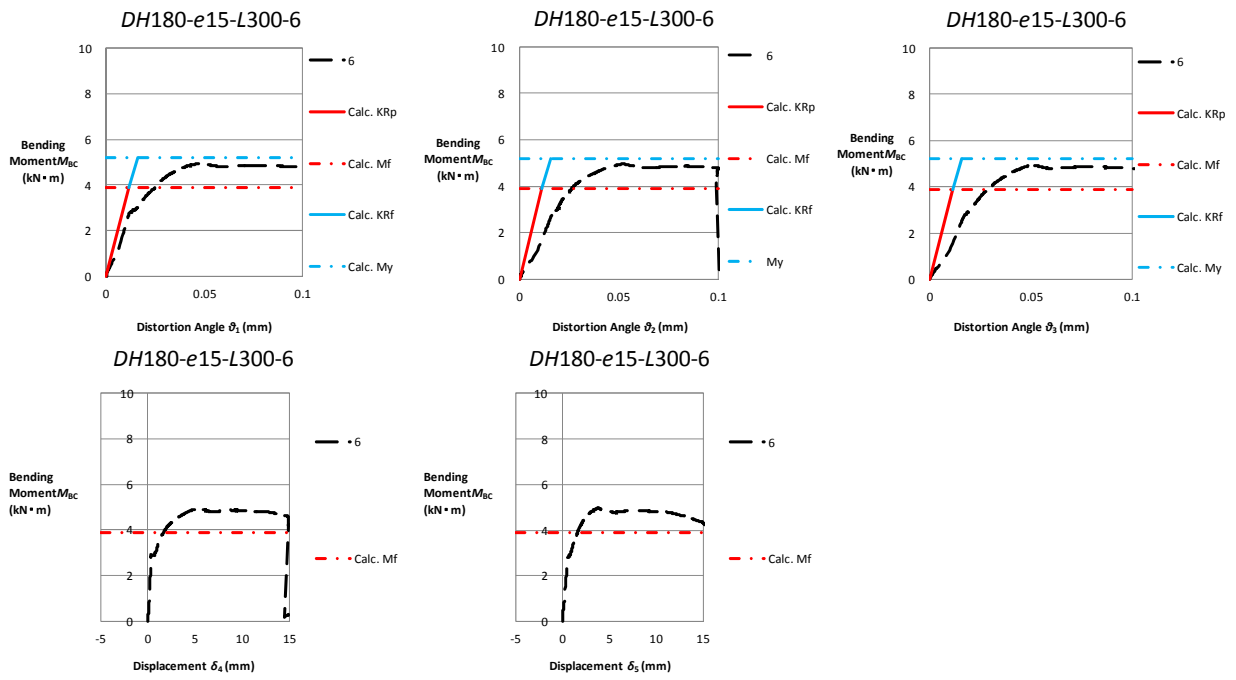 DH180-e15-L300-6
10
8
6
4
2
0
0
0.05
0.1
Bending
MomentMBC
(kN・m)
Distortion Angle ϑ1 (mm)
6
Calc. KRp
Calc. Mf
Calc. KRf
Calc. My
DH180-e15-L300-6
10
8
6
4
2
0
0
0.05
0.1
Bending
MomentMBC
(kN・m)
Distortion Angle ϑ2 (mm)
6
Calc. KRp
Calc. Mf
Calc. KRf
My
DH180-e15-L300-6
10
8
6
4
2
0
0
0.05
0.1
Bending
MomentMBC
(kN・m)
Distortion Angle ϑ3 (mm)
6
Calc. KRp
Calc. Mf
Calc. KRf
Calc. My
DH180-e15-L300-6
10
8
6
4
2
0
-5
0
5
10
15
Bending
MomentMBC
(kN・m)
Displacement δ4 (mm)
6
Calc. Mf
DH180-e15-L300-6
10
8
6
4
2
0
-5
0
5
10
15
Bending
MomentMBC
(kN・m)
Displacement δ5 (mm)
6
Calc. Mf